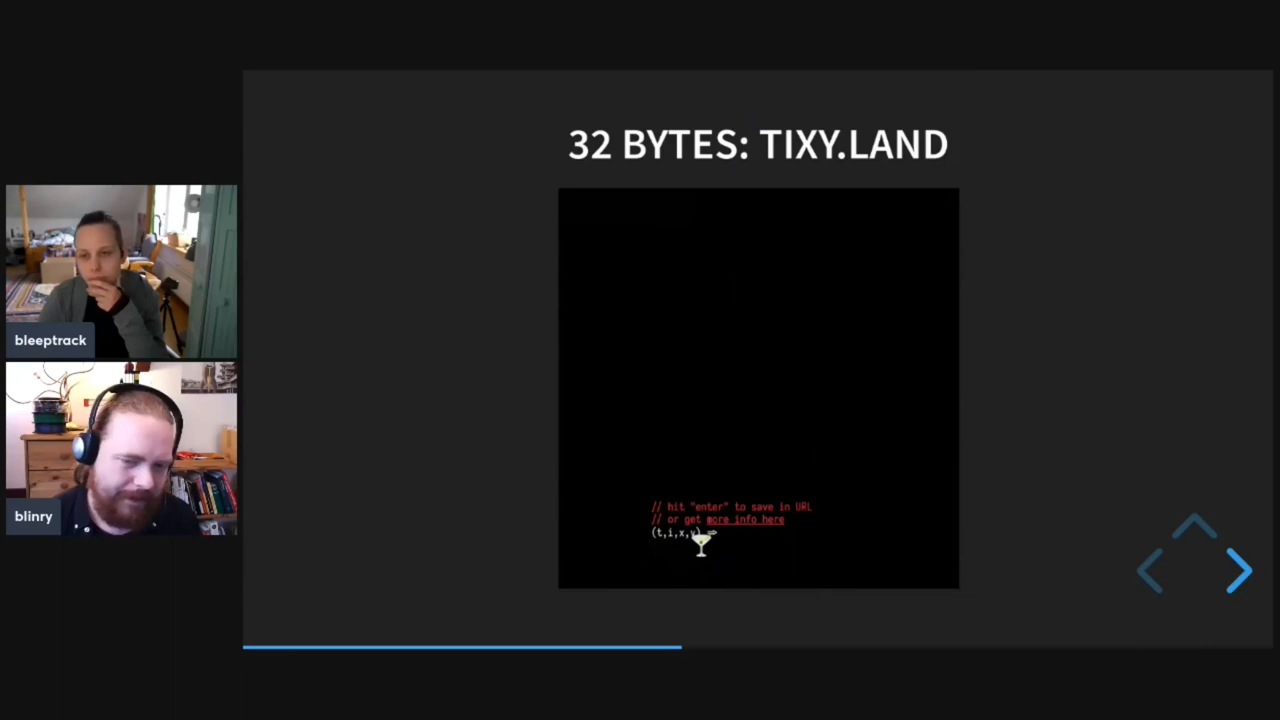 32 BYTES: TIXY.LAND
bleeptrack
blinry
// hit "enter" to save in URL
// or get more info here
(t,i,x,y) ⇒